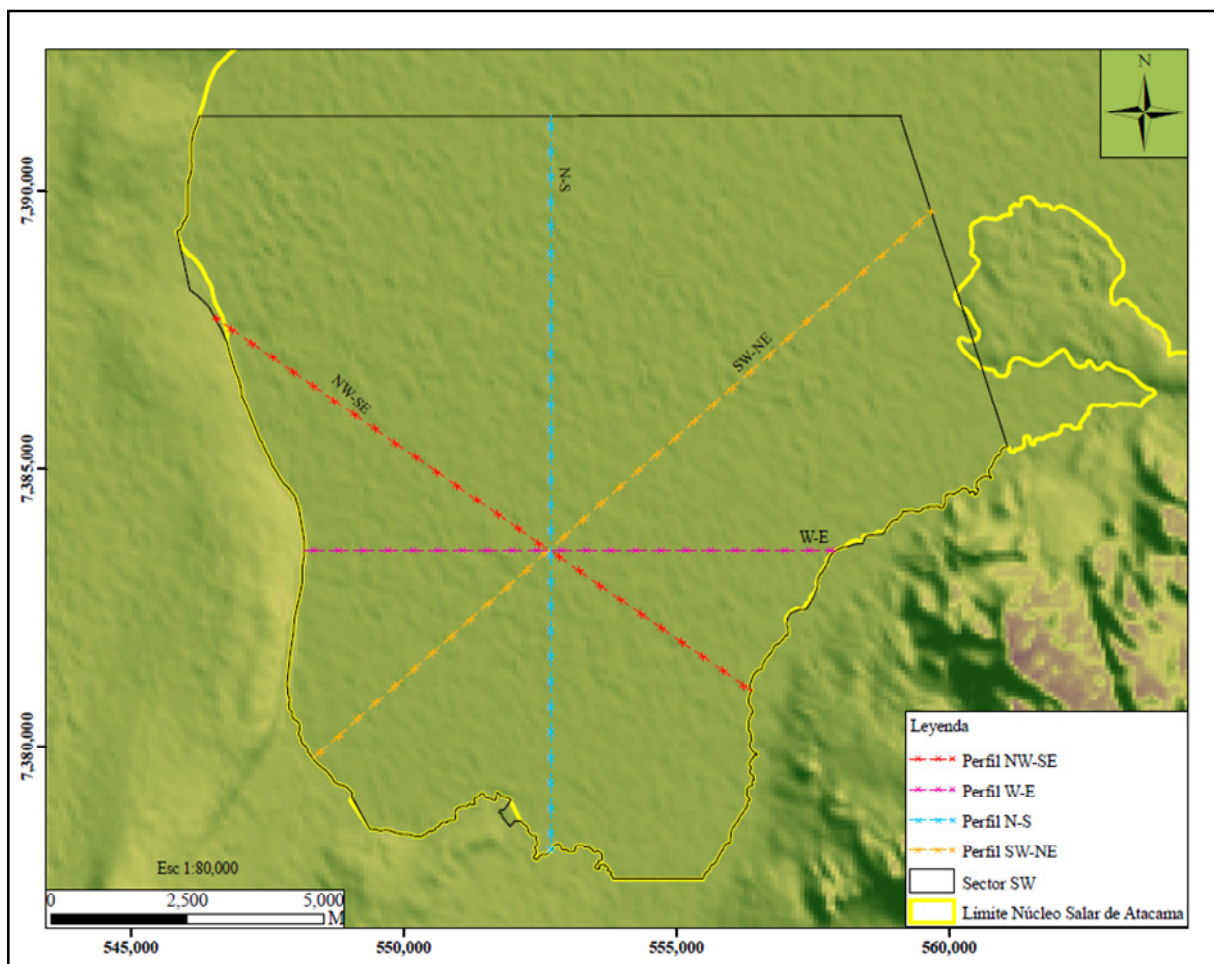 N
7,390,000
N-S
SW-NE
NW-SE
7,385,000
W-E
7,380,000
Leyenda
Perfil NW-SE
Perfil W-E
Perfil N-S
Perfil SW-NE
Sector SW
Límite Núcleo Salar de Atacama
Esc 1:80,000
0 2,500 5,000
M
545,000 550,000 555,000 560,000